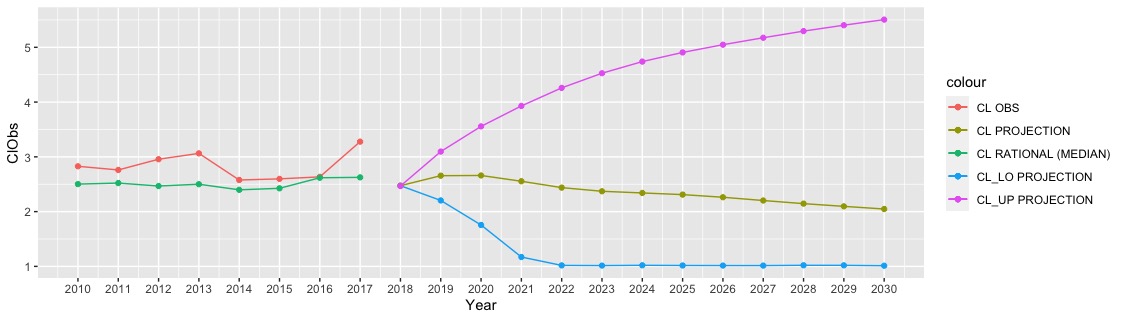 ClObs
5
4
3
2
1
2010 2011 2012 2013 2014 2015 2016 2017 2018 2019 2020 2021 2022 2023 2024 2025 2026 2027 2028 2029 2030
Year
colour
CL OBS
CL PROJECTION
CL RATIONAL (MEDIAN)
CL_LO PROJECTION
CL_UP PROJECTION